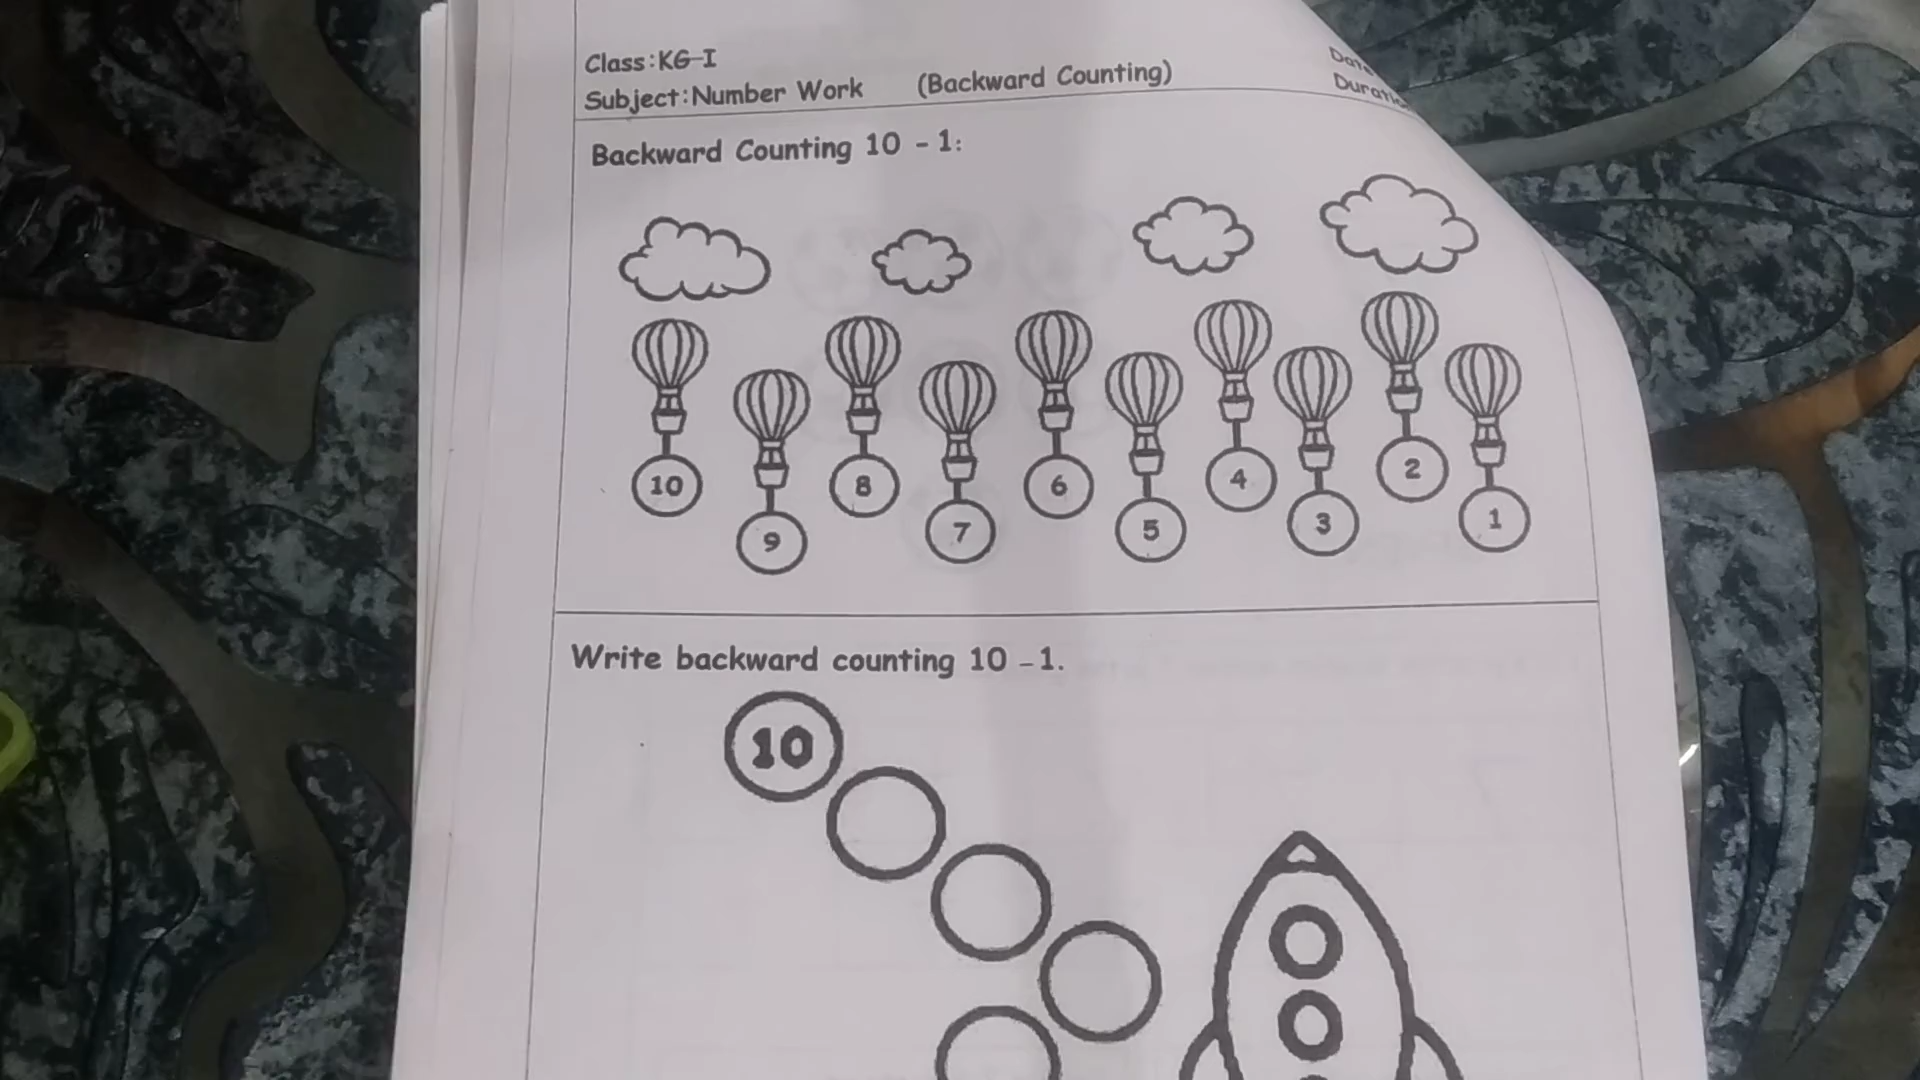 Class:KG-I
Subject:Number Work (Backward Counting)
Date
Backward Counting 10 - 1:
10 9 8 7 6 5 4 3 2 1
Write backward counting 10 -1.
10